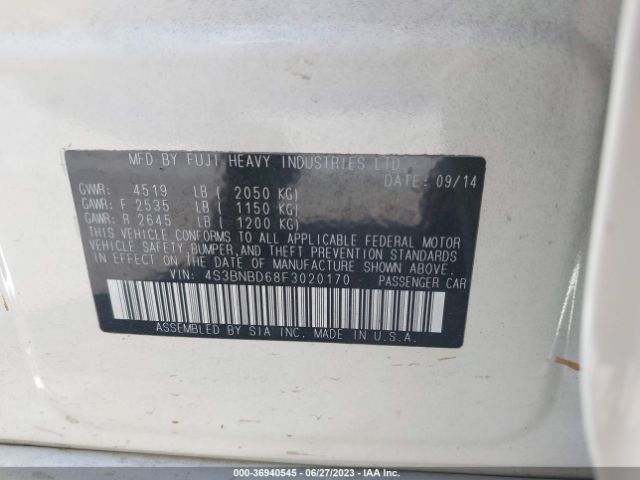 MFD BY FUJI HEAVY INDUSTRIES LTD.
DATE: 09/14
GVWR: 4519 LB ( 2050 KG)
GAWR: F 2535 LB ( 1150 KG)
GAWR: R 2645 LB ( 1200 KG)
THIS VEHICLE CONFORMS TO ALL APPLICABLE FEDERAL MOTOR
VEHICLE SAFETY, BUMPER, AND THEFT PREVENTION STANDARDS
IN EFFECT ON THE DATE OF MANUFACTURE SHOWN ABOVE.
VIN: 4S3BNBD68F3020170 PASSENGER CAR
ASSEMBLED BY SIA INC. MADE IN U.S.A.
000-36940545 - 06/27/2023 - IAA Inc.